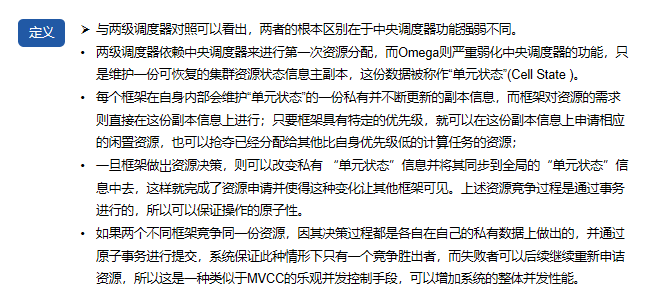 定义
➢ 与两级调度器对照可以看出，两者的根本区别在于中央调度器功能强弱不同。
• 两级调度器依赖中央调度器来进行第一次资源分配，而Omega则严重弱化中央调度器的功能，只
是维护一份可恢复的集群资源状态信息主副本，这份数据被称作“单元状态”(Cell State )。
• 每个框架在自身内部会维护“单元状态”的一份私有并不断更新的副本信息，而框架对资源的需求
则直接在这份副本信息上进行；只要框架具有特定的优先级，就可以在这份副本信息上申请相应
的闲置资源，也可以抢夺已经分配给其他比自身优先级低的计算任务的资源；
• 一旦框架做出资源决策，则可以改变私有 “单元状态”信息并将其同步到全局的“单元状态”信
息中去，这样就完成了资源申请并使得这种变化让其他框架可见。上述资源竞争过程是通过事务
进行的，所以可以保证操作的原子性。
• 如果两个不同框架竞争同一份资源，因其决策过程都是各自在自己的私有数据上做出的，并通过
原子事务进行提交，系统保证此种情形下只有一个竞争胜出者，而失败者可以后续继续重新申请
资源，所以这是一种类似于MVCC的乐观并发控制手段，可以增加系统的整体并发性能。